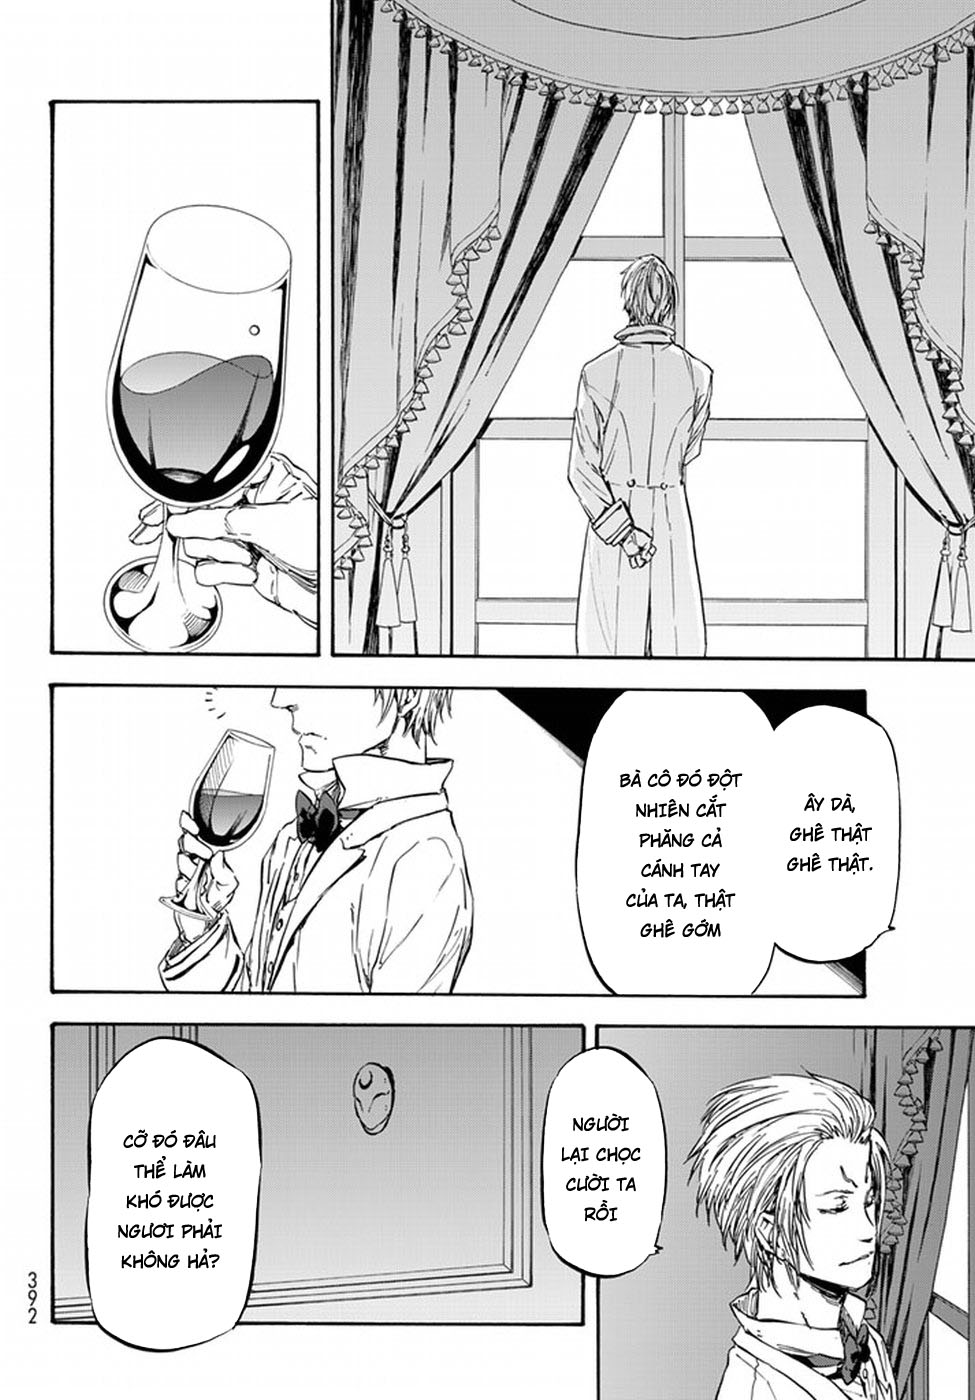 ÂY DÀ,
GHÊ THẬT
GHÊ THẬT.
BÀ CÔ ĐÓ ĐỘT
NHIÊN CẮT
PHĂNG CẢ
CÁNH TAY
CỦA TA, THẬT
GHÊ GỚM
NGƯỜI
LẠI CHỌC
CƯỜI TA
RỒI
CỠ ĐÓ ĐÂU
THỂ LÀM
KHÓ ĐƯỢC
NGƯƠI PHẢI
KHÔNG HẢ?
392